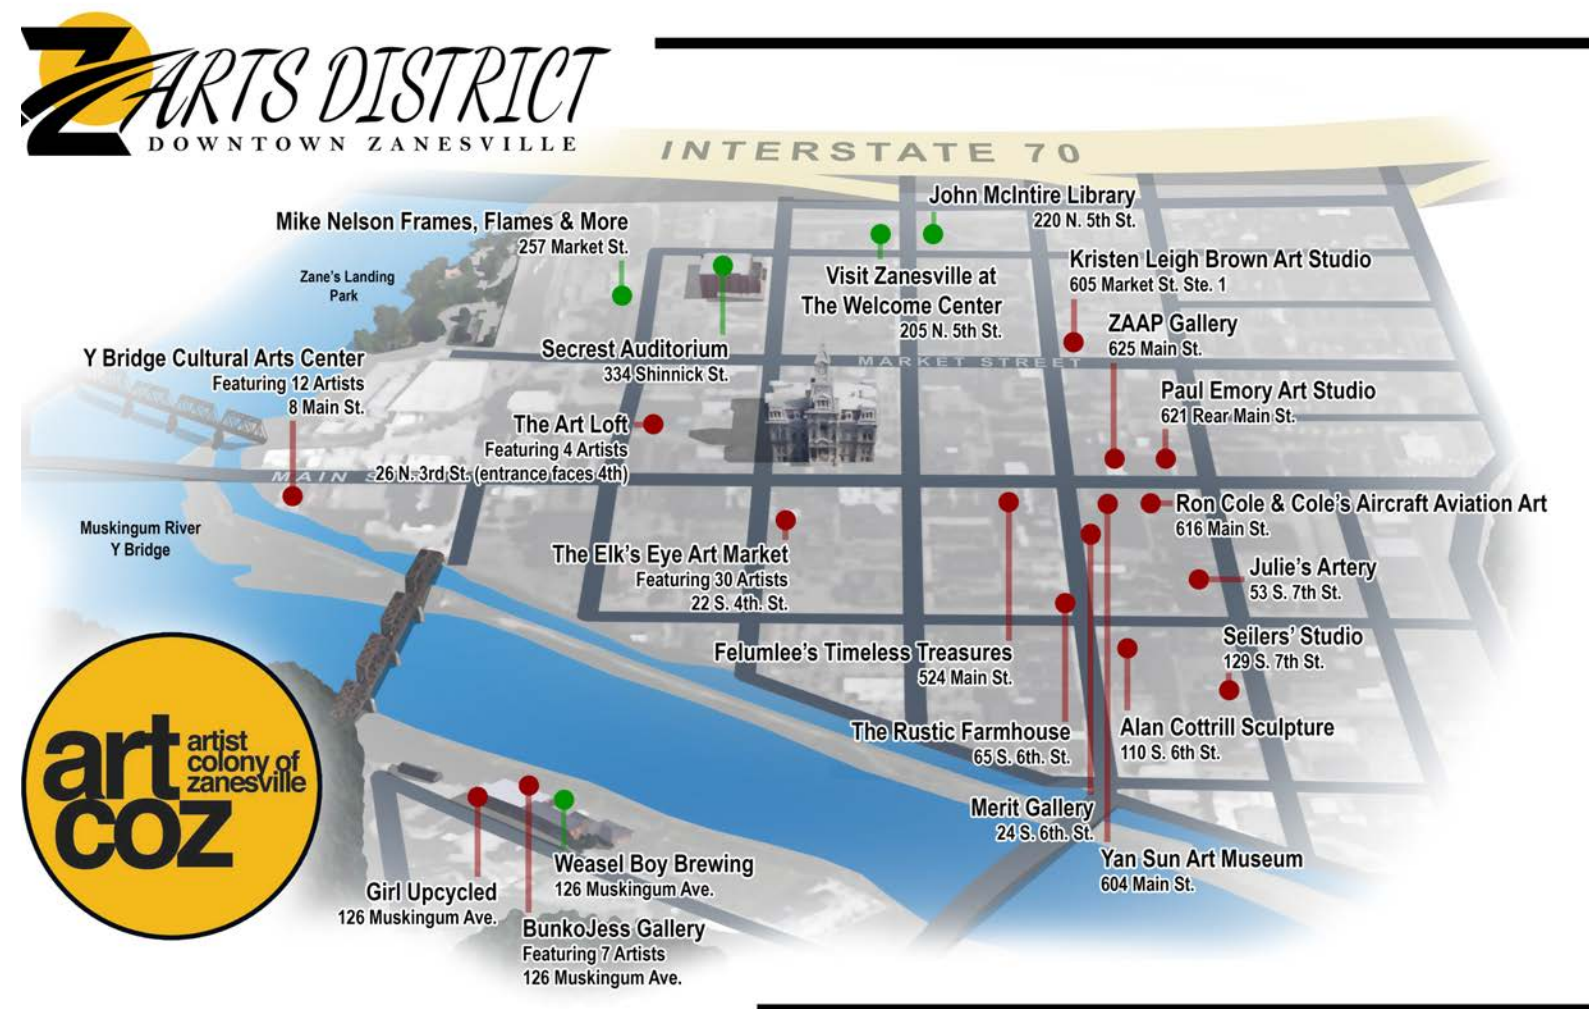 Z ARTS DISTRICT
DOWNTOWN ZANESVILLE
INTERSTATE 70
John McIntire Library
220 N. 5th St.
Mike Nelson Frames, Flames & More
257 Market St.
Zane's Landing
Park
Visit Zanesville at
The Welcome Center
205 N. 5th St.
Kristen Leigh Brown Art Studio
605 Market St. Ste. 1
ZAAP Gallery
625 Main St.
Secrest Auditorium
334 Shinnick St.
MARKET STREET
Y Bridge Cultural Arts Center
Featuring 12 Artists
8 Main St.
Paul Emory Art Studio
621 Rear Main St.
The Art Loft
Featuring 4 Artists
26 N. 3rd St. (entrance faces 4th)
MAIN
Muskingum River
Y Bridge
Ron Cole & Cole's Aircraft Aviation Art
616 Main St.
The Elk's Eye Art Market
Featuring 30 Artists
22 S. 4th. St.
Julie's Artery
53 S. 7th St.
Felumlee's Timeless Treasures
524 Main St.
Seilers' Studio
129 S. 7th St.
The Rustic Farmhouse
65 S. 6th. St.
Alan Cottrill Sculpture
110 S. 6th St.
Merit Gallery
24 S. 6th. St.
Yan Sun Art Museum
604 Main St.
art
coz
artist
colony of
zanesville
Weasel Boy Brewing
126 Muskingum Ave.
Girl Upcycled
126 Muskingum Ave.
BunkoJess Gallery
Featuring 7 Artists
126 Muskingum Ave.